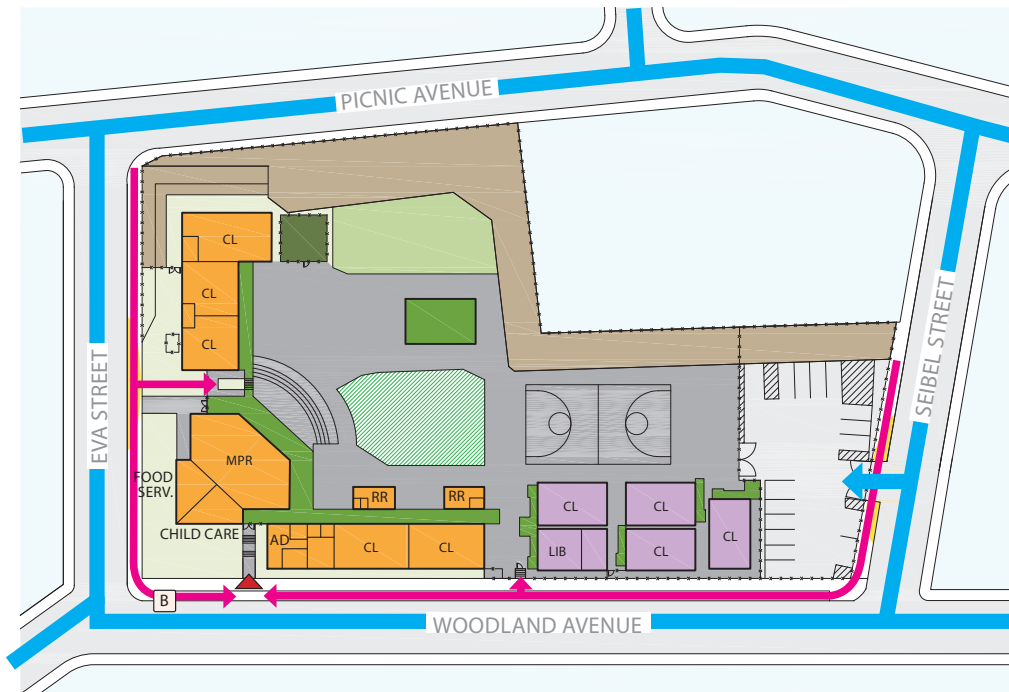 PICNIC AVENUE
CL
CL
CL
EVA STREET
SEIBEL STREET
MPR
FOOD
SERV.
CHILD CARE
RR
RR
AD
CL
CL
CL
CL
LIB
CL
CL
B
WOODLAND AVENUE